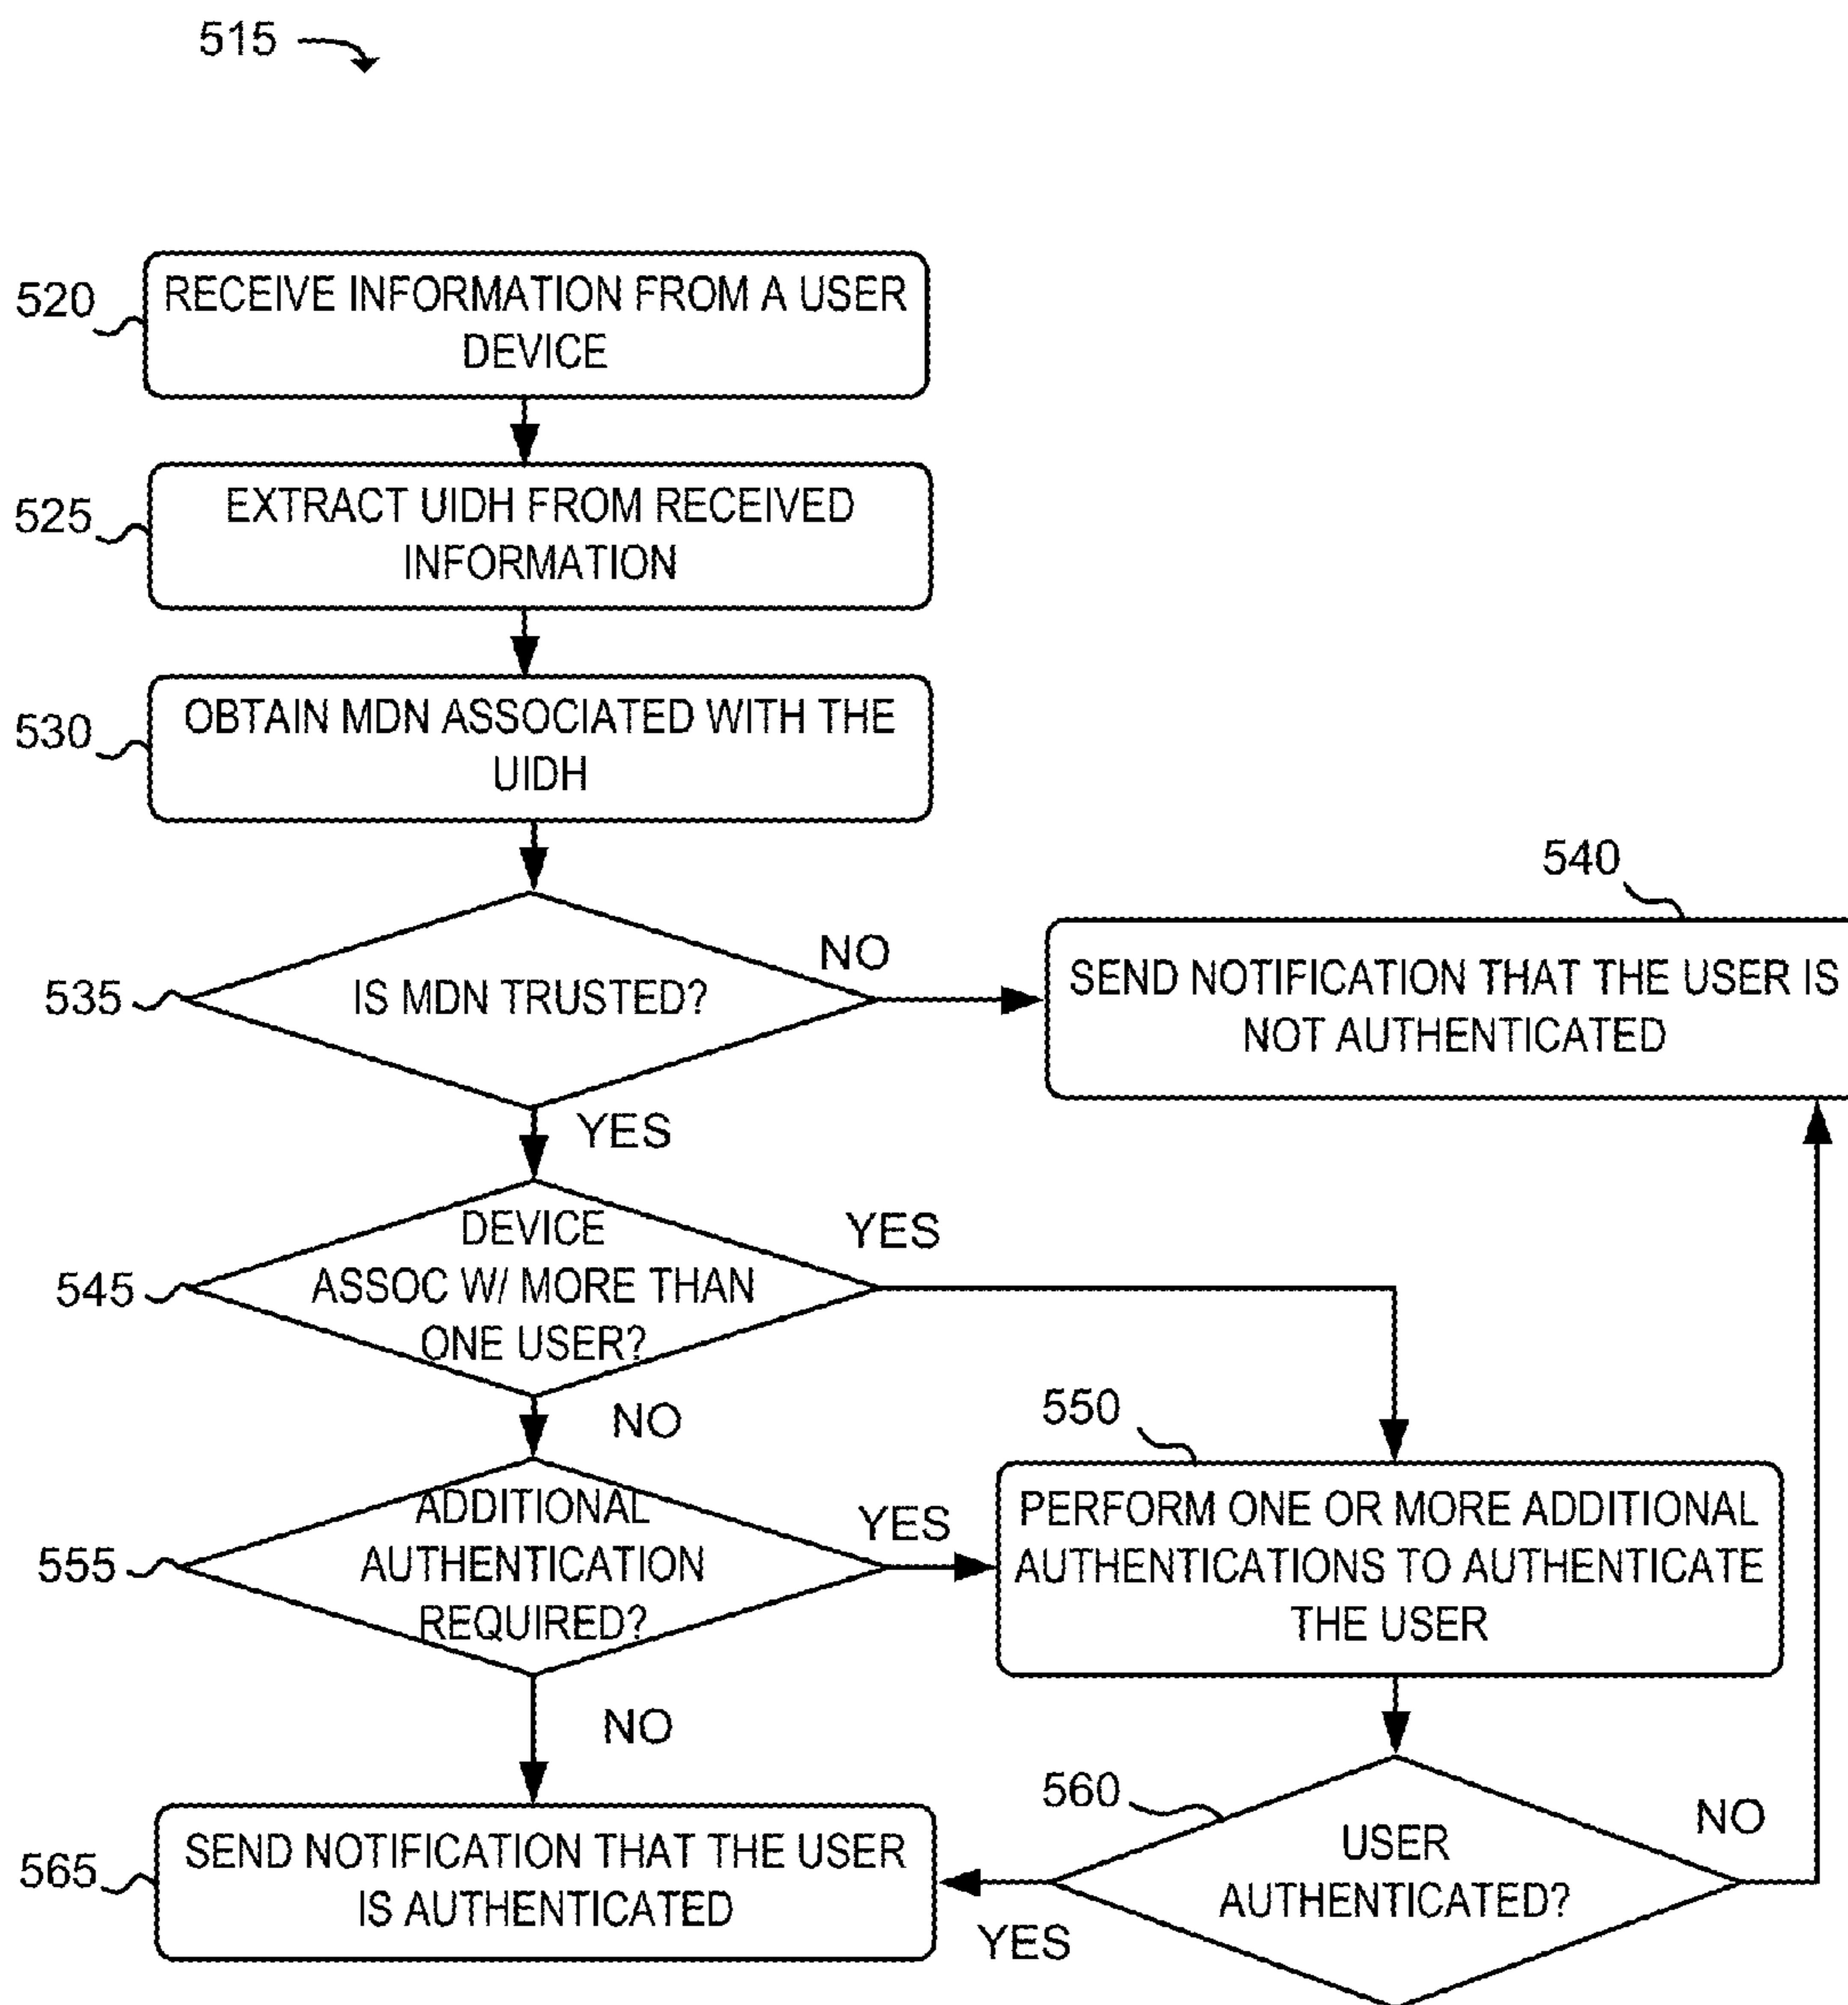 515
520
RECEIVE INFORMATION FROM A USER
DEVICE
525
EXTRACT UIDH FROM RECEIVED
INFORMATION
530
OBTAIN MDN ASSOCIATED WITH THE
UIDH
535
IS MDN TRUSTED?
NO
540
SEND NOTIFICATION THAT THE USER IS
NOT AUTHENTICATED
YES
545
DEVICE
ASSOC W/ MORE THAN
ONE USER?
YES
NO
550
PERFORM ONE OR MORE ADDITIONAL
AUTHENTICATIONS TO AUTHENTICATE
THE USER
555
ADDITIONAL
AUTHENTICATION
REQUIRED?
YES
NO
560
USER
AUTHENTICATED?
NO
YES
565
SEND NOTIFICATION THAT THE USER
IS AUTHENTICATED